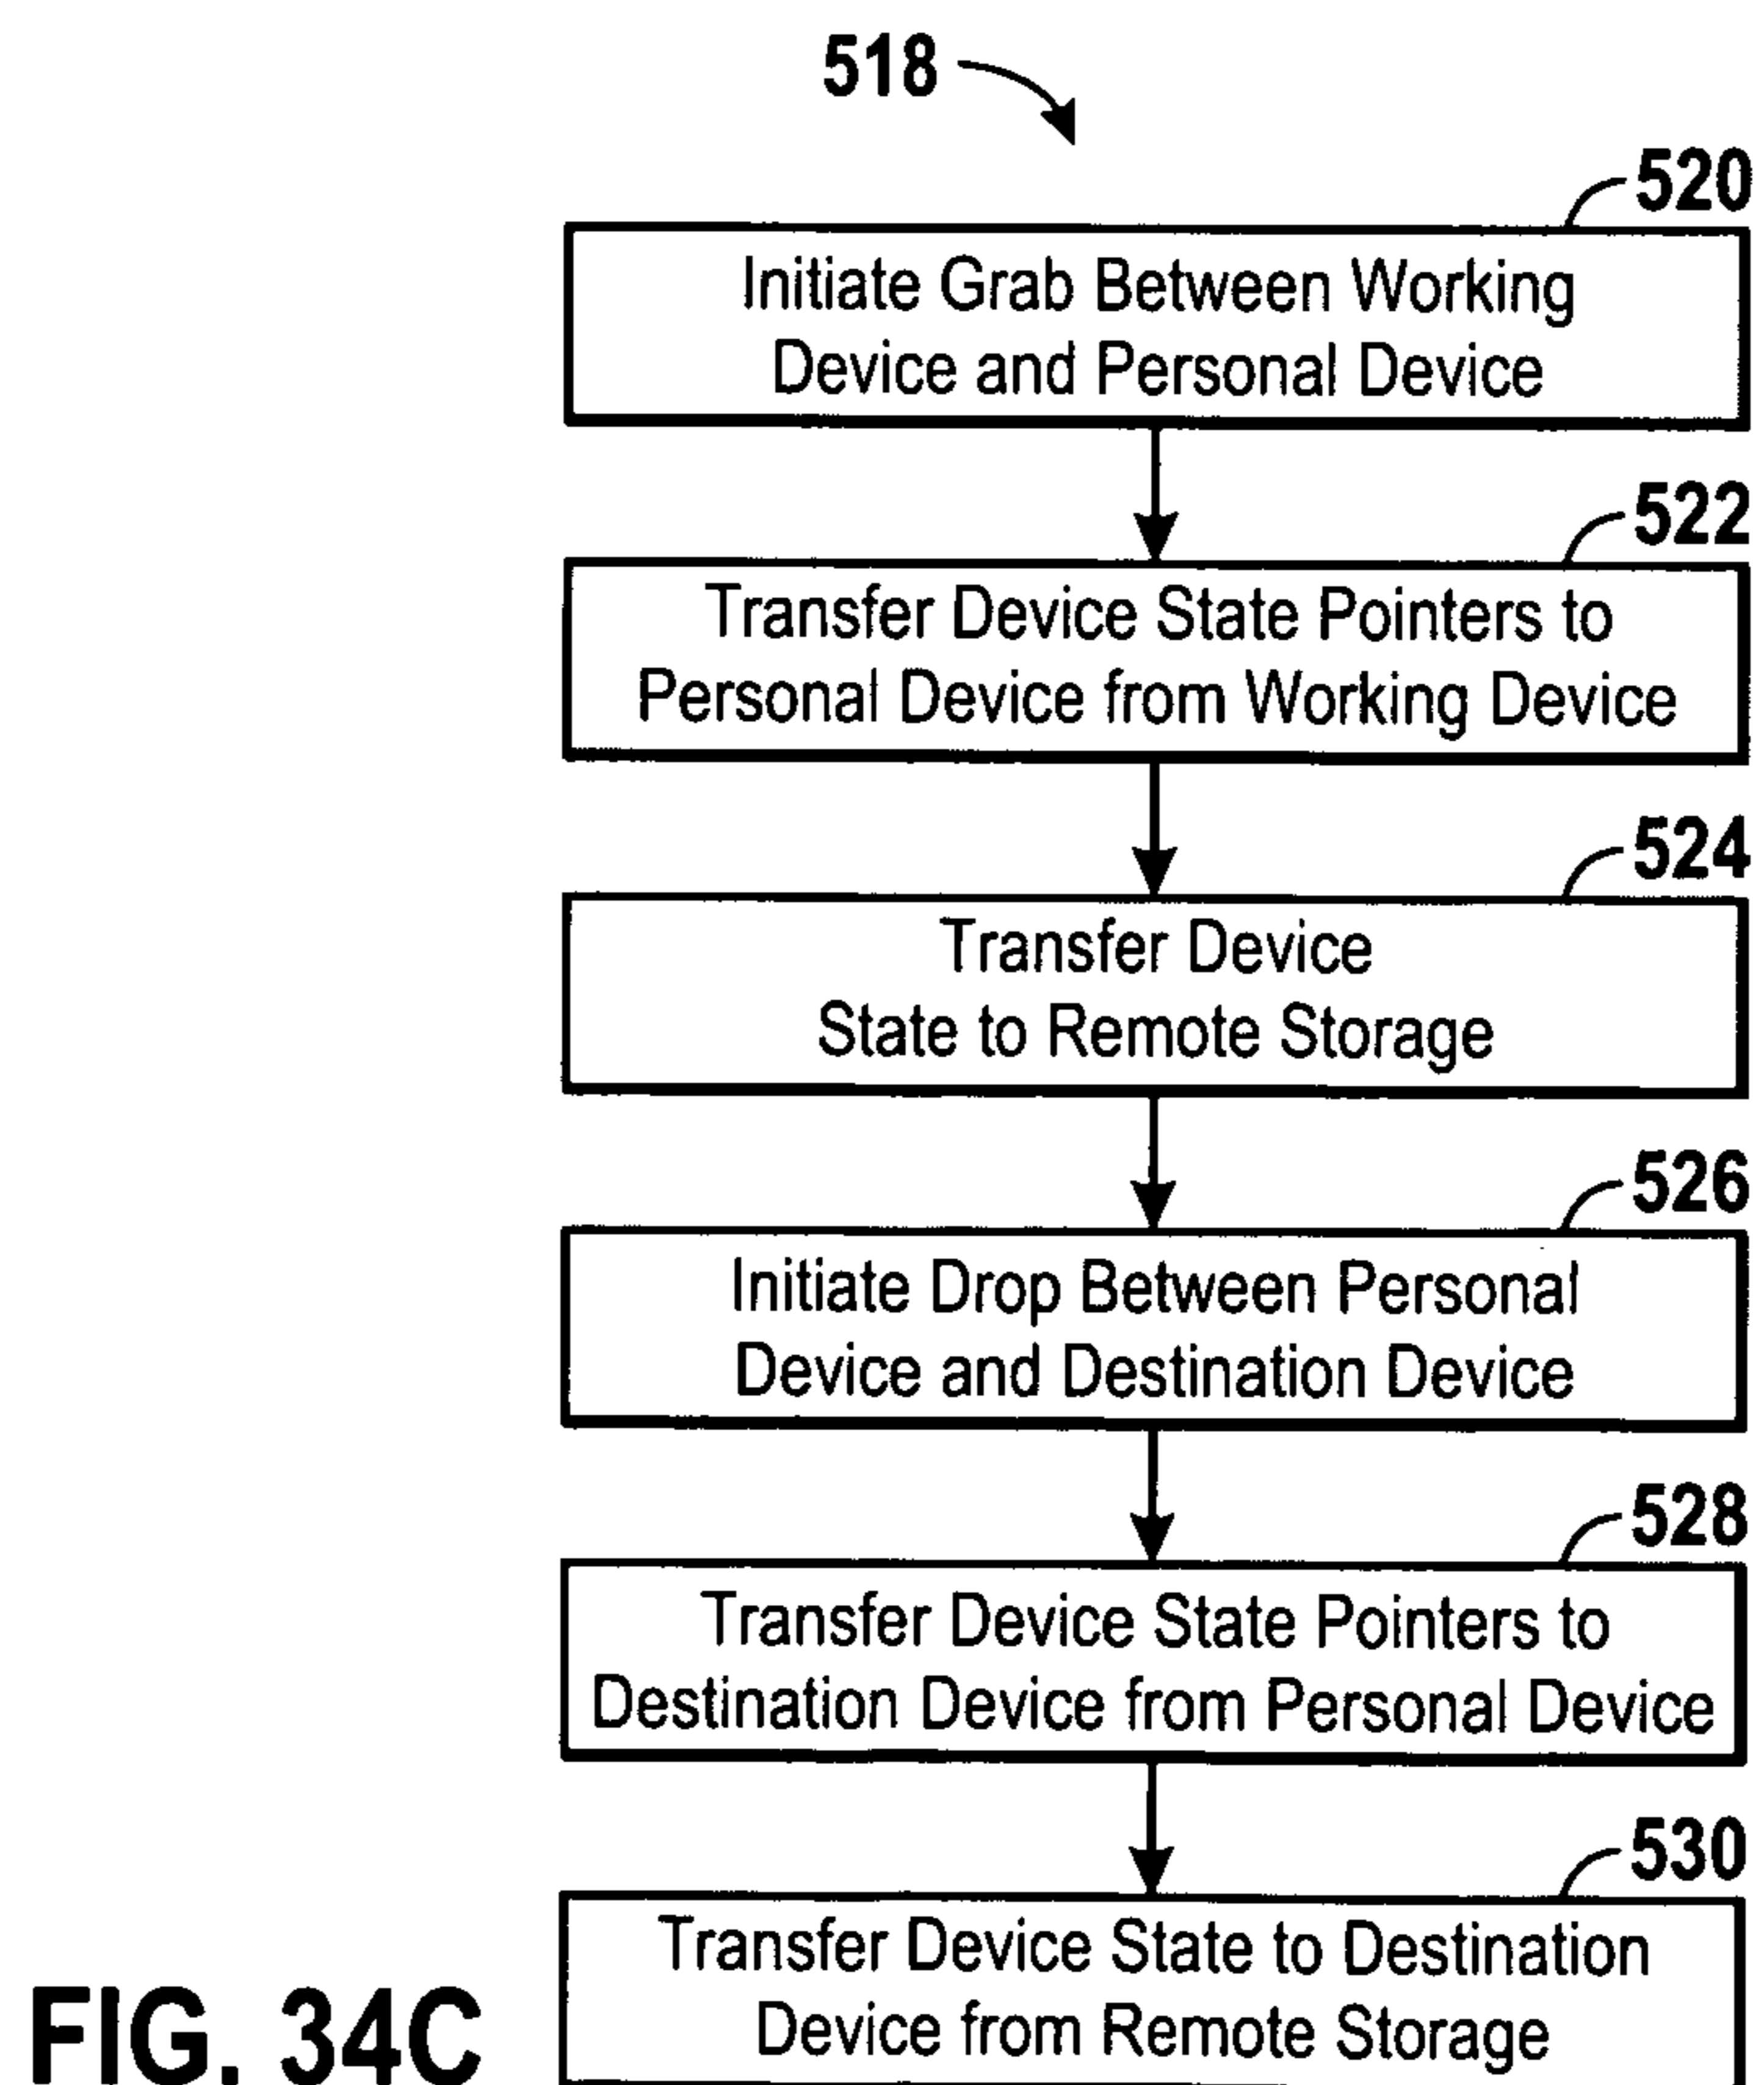 518
520
Initiate Grab Between Working
Device and Personal Device
522
Transfer Device State Pointers to
Personal Device from Working Device
524
Transfer Device
State to Remote Storage
526
Initiate Drop Between Personal
Device and Destination Device
528
Transfer Device State Pointers to
Destination Device from Personal Device
530
Transfer Device State to Destination
Device from Remote Storage
FIG. 34C